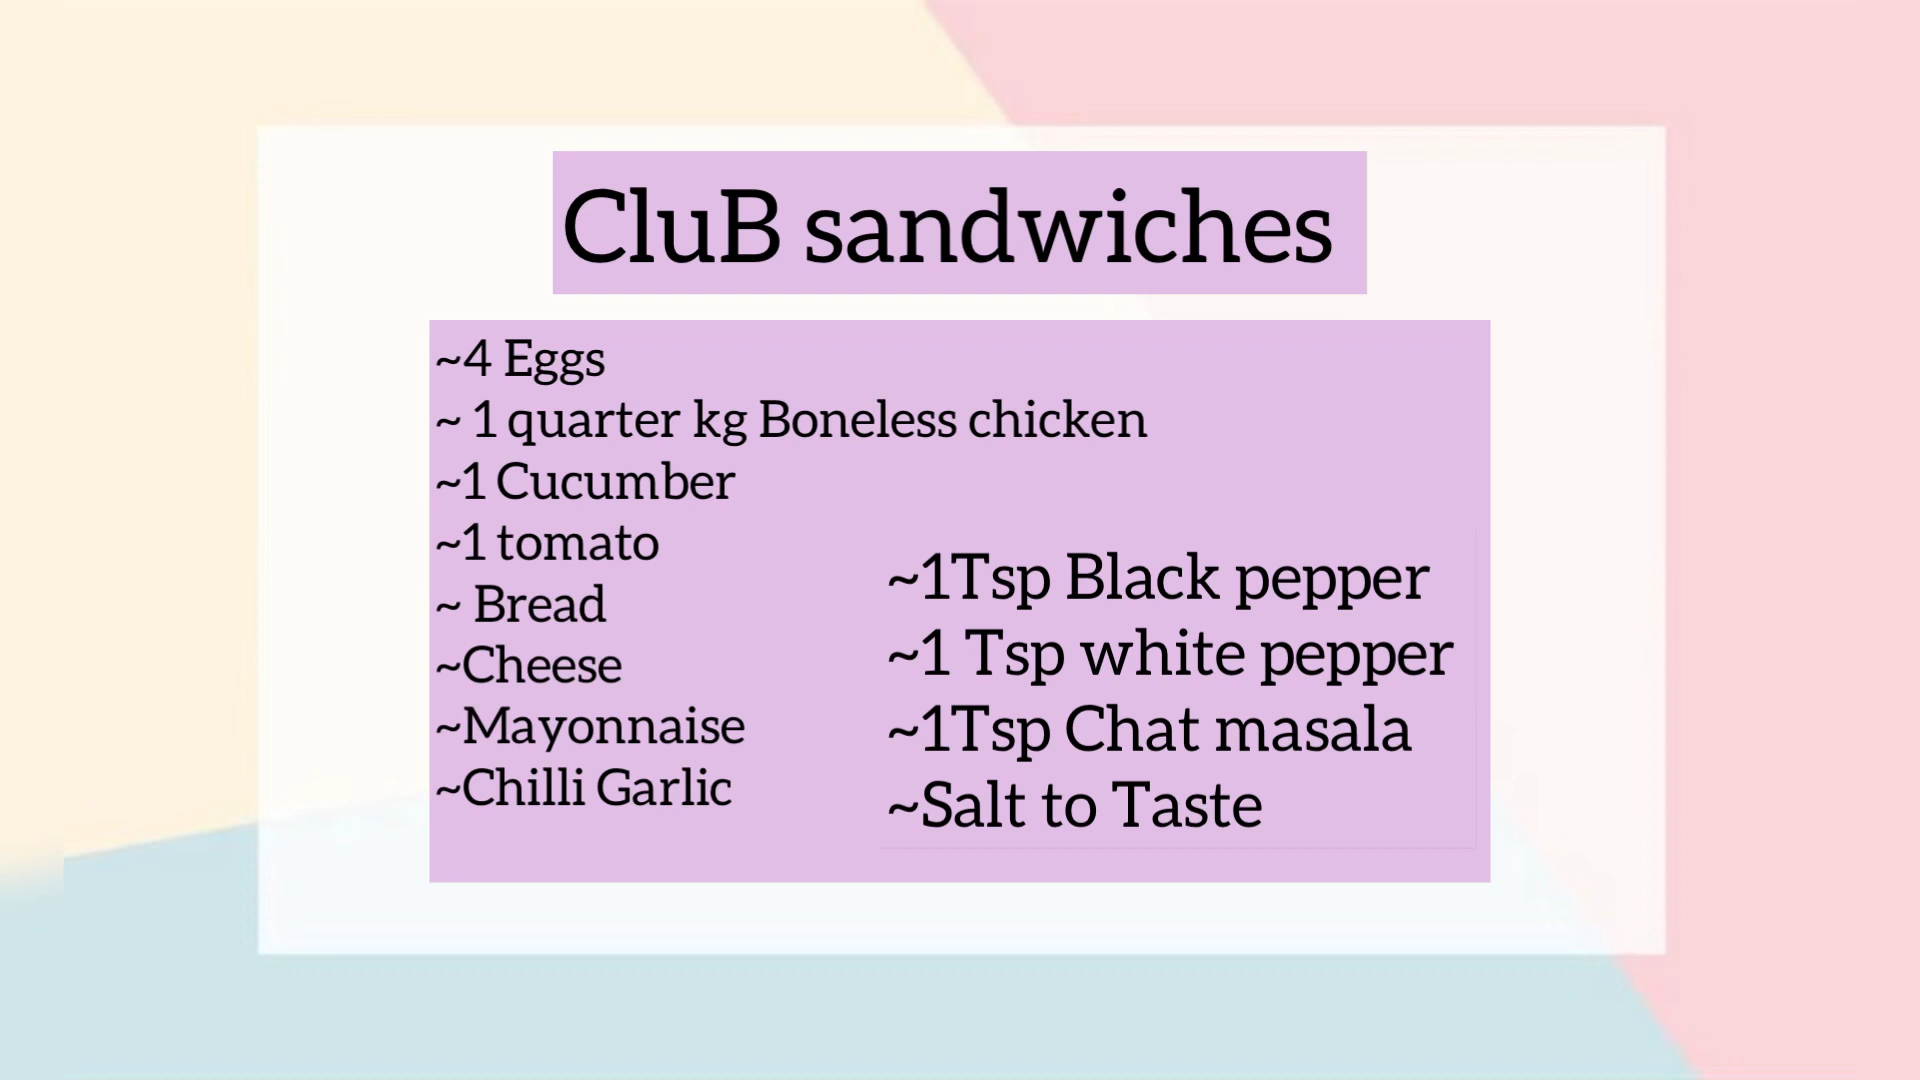 CluB sandwiches
~4 Eggs
~ 1 quarter kg Boneless chicken
~1 Cucumber
~1 tomato
~ Bread
~Cheese
~Mayonnaise
~Chilli Garlic
~1Tsp Black pepper
~1 Tsp white pepper
~1Tsp Chat masala
~Salt to Taste